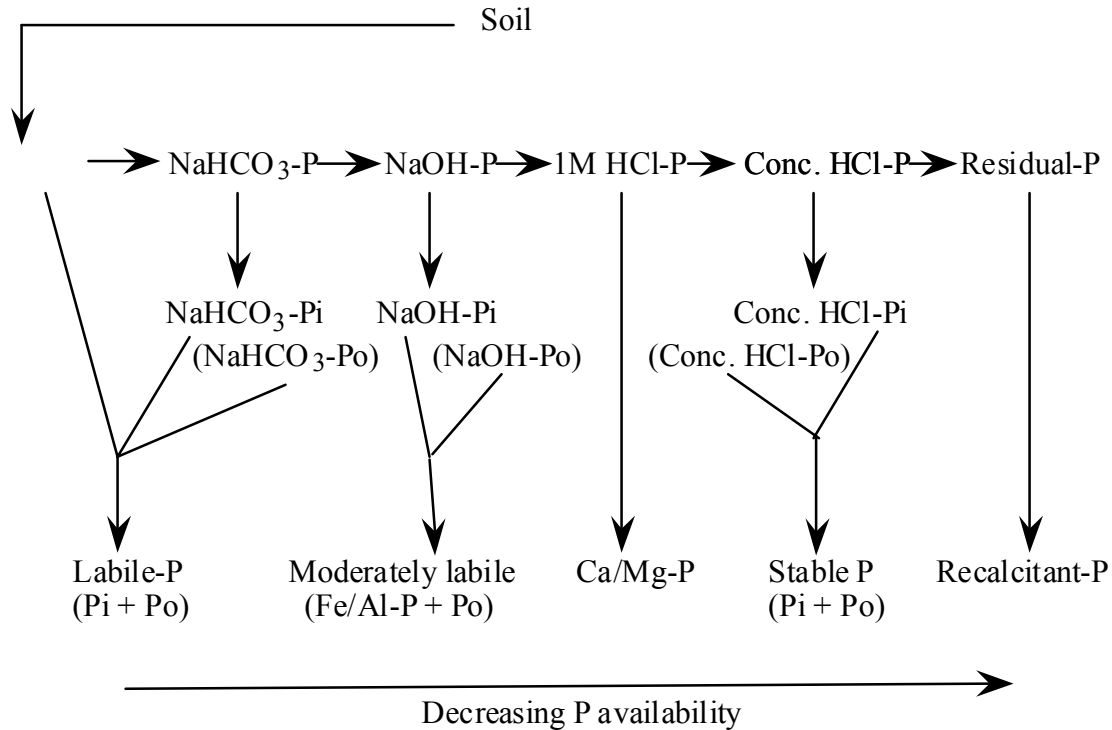 Soil
NaHCO3-P NaOH-P 1M HCl-P Conc. HCl-P Residual-P
NaHCO3-Pi NaOH-Pi Conc. HCl-Pi
(NaHCO3-Po) (NaOH-Po) (Conc. HCl-Po)
Labile-P Moderately labile Ca/Mg-P Stable P Recalcitrant-P
(Pi + Po) (Fe/Al-P + Po) (Pi + Po)
Decreasing P availability